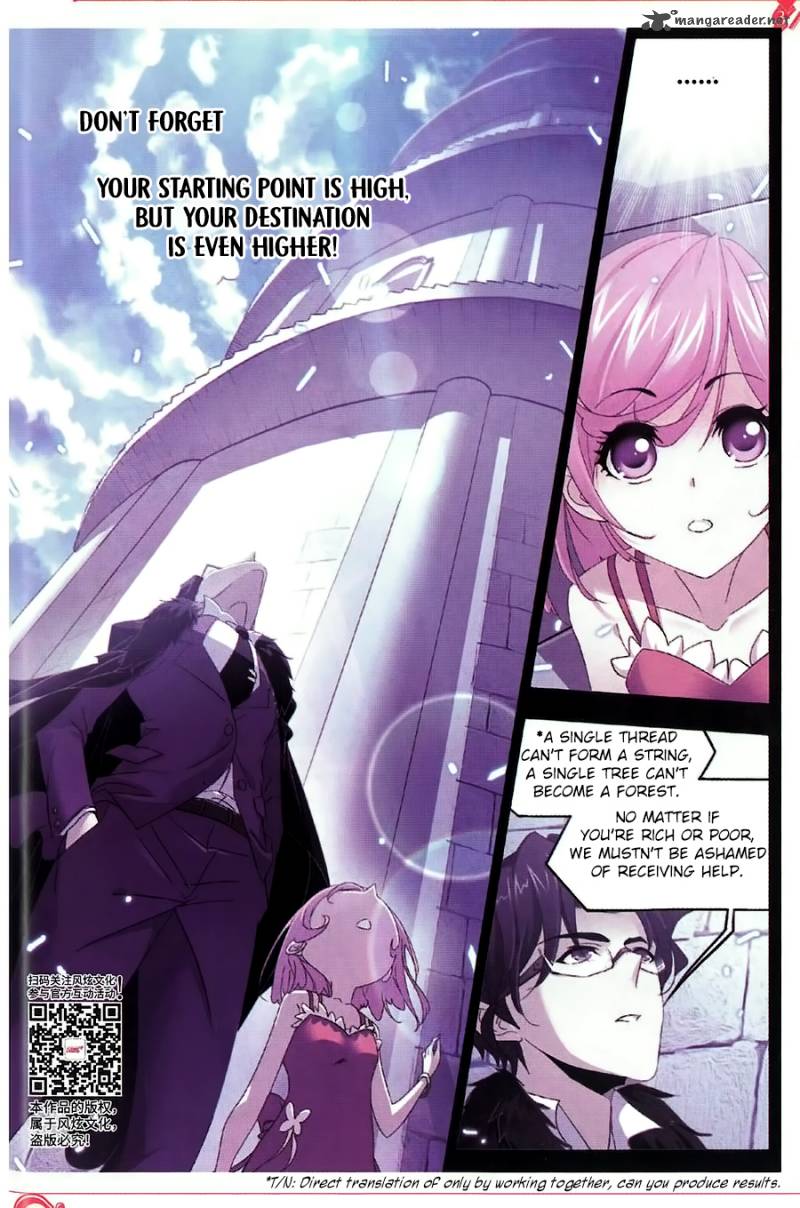 mangareader.net
DON'T FORGET
YOUR STARTING POINT IS HIGH,
BUT YOUR DESTINATION
IS EVEN HIGHER!
......
*A SINGLE THREAD
CAN'T FORM A STRING,
A SINGLE TREE CAN'T
BECOME A FOREST.
NO MATTER IF
YOU'RE RICH OR POOR,
WE MUSTN'T BE ASHAMED
OF RECEIVING HELP.
扫码关注风炫文化
参与官方互动活动!
本作品的版权,
属于风炫文化,
盗版必究!
*T/N: Direct translation of only by working together, can you produce results.